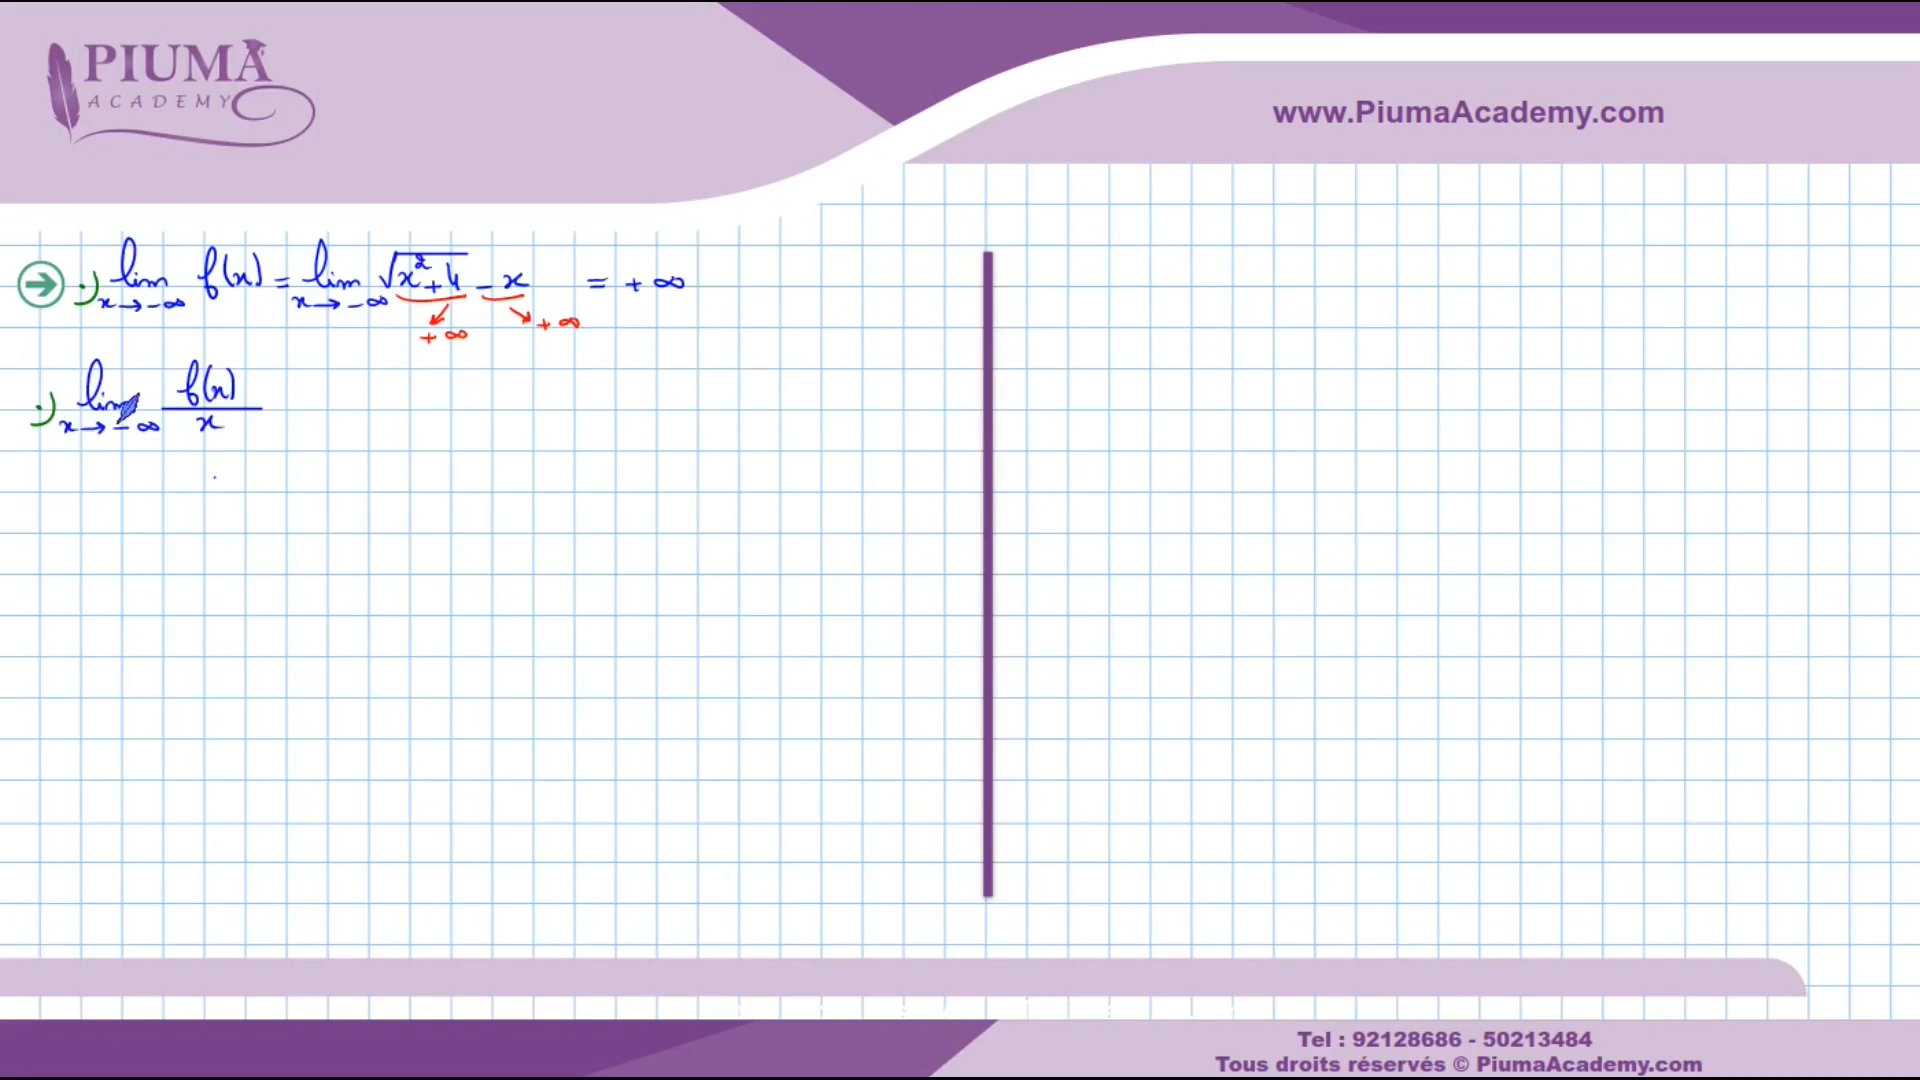 PIUMA
ACADEMY
www.PiumaAcademy.com
•) lim x→−∞ f(x) = lim x→−∞ √(x²+4) − x = +∞
+∞ +∞
•) lim x→−∞ f(x)/x
Tel : 92128686 - 50213484
Tous droits réservés © PiumaAcademy.com